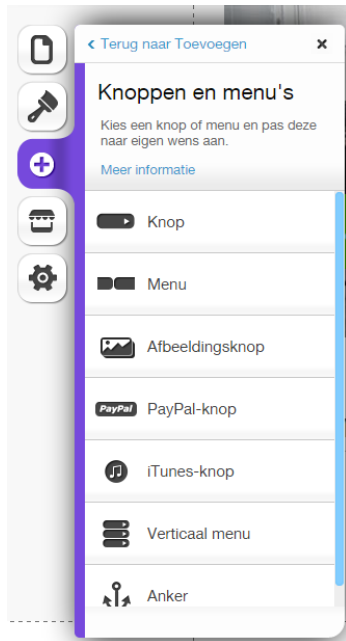 Terug naar Toevoegen
Knoppen en menu's
Kies een knop of menu en pas deze
naar eigen wens aan.
Meer informatie
Knop
Menu
Afbeeldingsknop
PayPal PayPal-knop
iTunes-knop
Verticaal menu
Anker